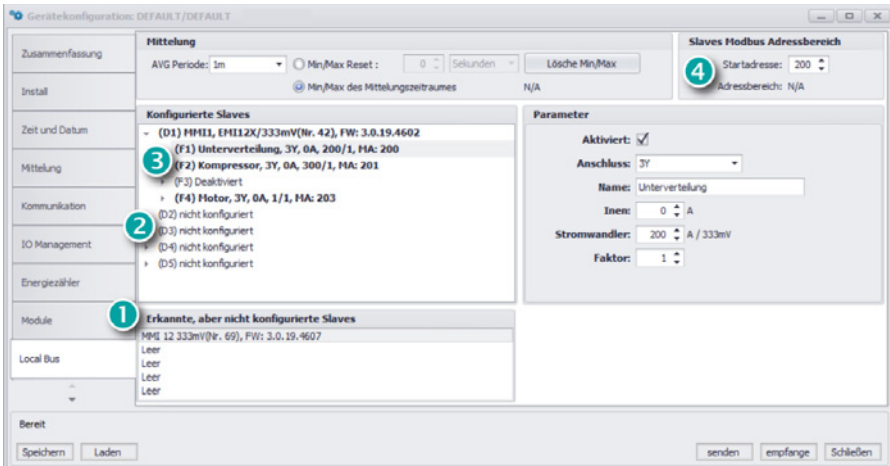 Gerätekonfiguration: DEFAULT/DEFAULT
Zusammenfassung
Install
Zeit und Datum
Mittelung
Kommunikation
IO Management
Energiezähler
Module
Local Bus
Mittelung
AVG Periode: 1m
Min/Max Reset : 0 Sekunden
Lösche Min/Max
Min/Max des Mittelungszeitraumes
N/A
Slaves Modbus Adressbereich
4
Startadresse: 200
Adressbereich: N/A
Konfigurierte Slaves
(D1) MMI1, EMI12X/333mV(Nr. 42), FW: 3.0.19.4602
(F1) Unterverteilung, 3Y, 0A, 200/1, MA: 200
3
(F2) Kompressor, 3Y, 0A, 300/1, MA: 201
(F3) Deaktiviert
(F4) Motor, 3Y, 0A, 1/1, MA: 203
(D2) nicht konfiguriert
2
(D3) nicht konfiguriert
(D4) nicht konfiguriert
(D5) nicht konfiguriert
Parameter
Aktiviert:
Anschluss: 3Y
Name: Unterverteilung
Inen: 0 A
Stromwandler: 200 A / 333mV
Faktor: 1
1
Erkannte, aber nicht konfigurierte Slaves
MMI 12 333mV(Nr. 69), FW: 3.0.19.4607
Leer
Leer
Leer
Leer
Bereit
Speichern
Laden
senden
empfange
Schließen